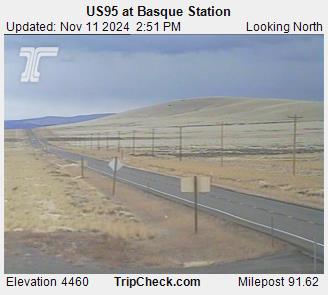 US95 at Basque Station
Updated: Nov 11 2024 2:51 PM Looking North
Elevation 4460 TripCheck.com Milepost 91.62